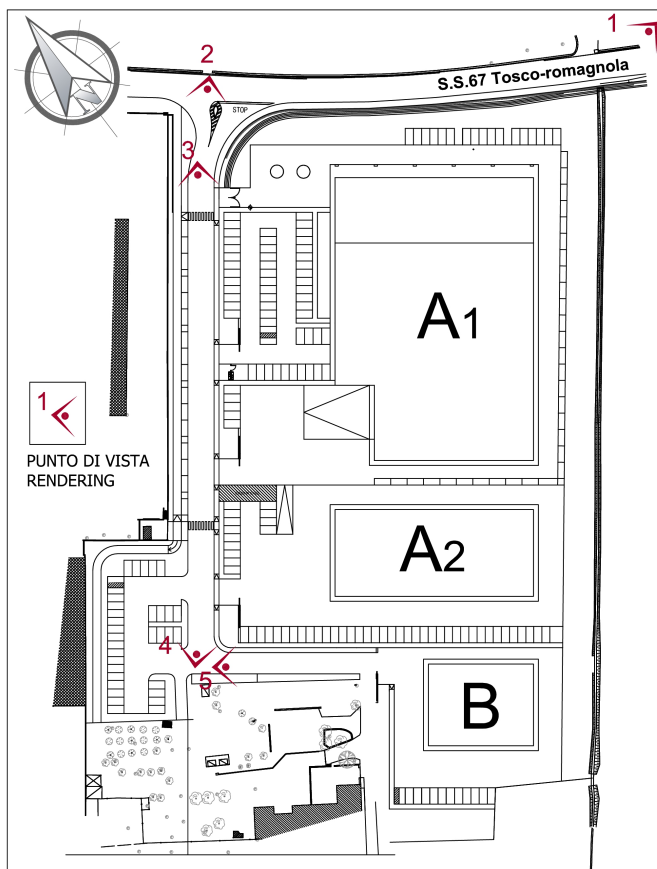 1
2
S.S.67 Tosco-romagnola
STOP
N
3
A1
1
PUNTO DI VISTA
RENDERING
A2
4
5
B